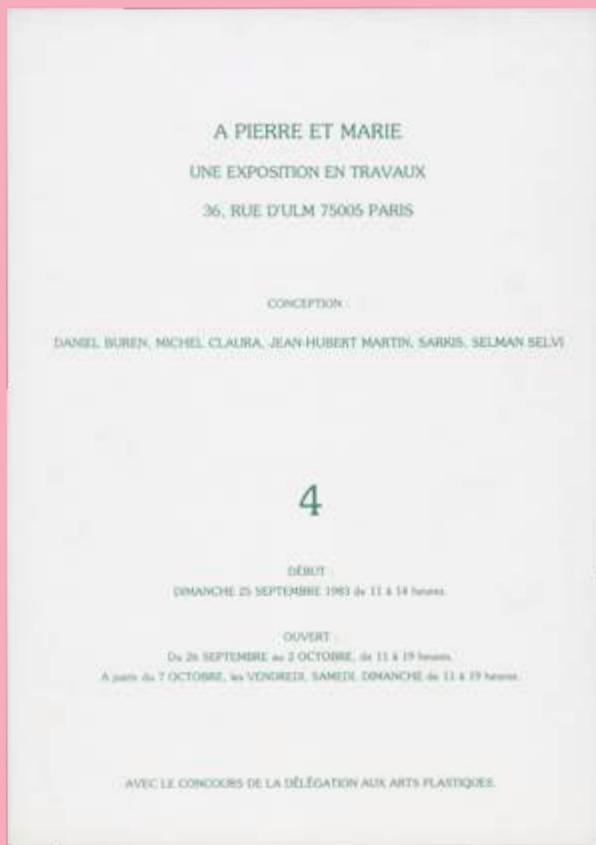 A PIERRE ET MARIE
UNE EXPOSITION EN TRAVAUX
36, RUE D'ULM 75005 PARIS
CONCEPTION :
DANIEL BUREN, MICHEL CLAURA, JEAN-HUBERT MARTIN, SARKIS, SELMAN SELVI
4
DÉBUT :
DIMANCHE 25 SEPTEMBRE 1983 de 11 à 14 heures.
OUVERT :
Du 26 SEPTEMBRE au 2 OCTOBRE, de 11 à 19 heures.
A partir du 7 OCTOBRE, les VENDREDI, SAMEDI, DIMANCHE de 11 à 19 heures.
AVEC LE CONCOURS DE LA DÉLÉGATION AUX ARTS PLASTIQUES.